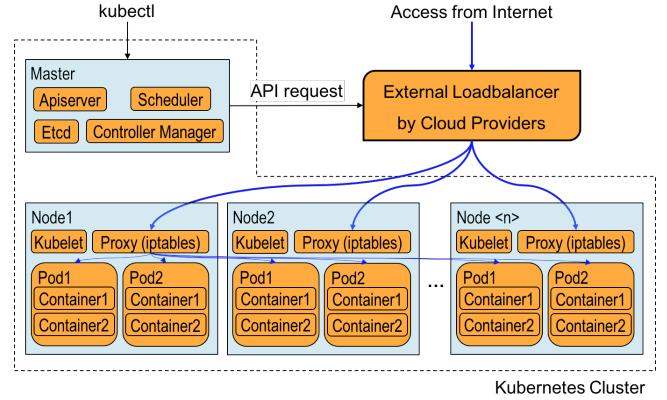 kubectl
Access from Internet
Master
Apiserver
Scheduler
Etcd
Controller Manager
API request
External Loadbalancer
by Cloud Providers
Node1
Kubelet
Proxy (iptables)
Pod1
Container1
Container2
Pod2
Container1
Container2
Node2
Kubelet
Proxy (iptables)
Pod1
Container1
Container2
Pod2
Container1
Container2
...
Node <n>
Kubelet
Proxy (iptables)
Pod1
Container1
Container2
Pod2
Container1
Container2
Kubernetes Cluster